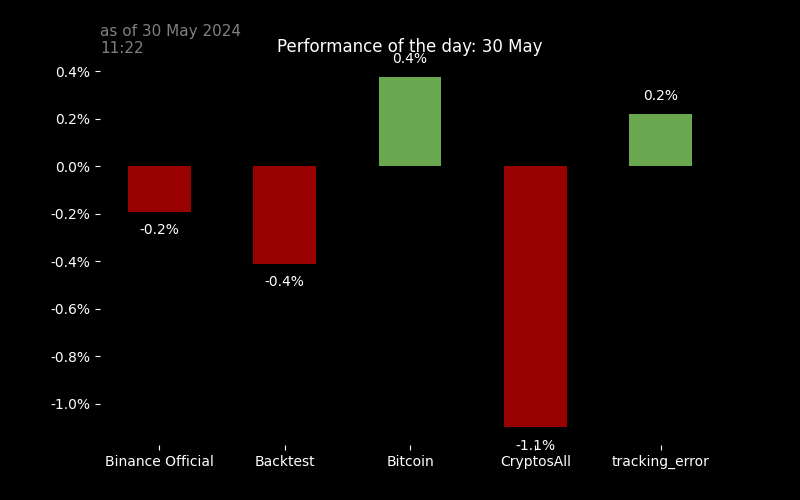 as of 30 May 2024
11:22
Performance of the day: 30 May
0.4%
0.4%
0.2%
0.2%
0.0%
-0.2%
-0.2%
-0.4%
-0.4%
-0.6%
-0.8%
-1.0%
-1.1%
Binance Official
Backtest
Bitcoin
CryptosAll
tracking_error